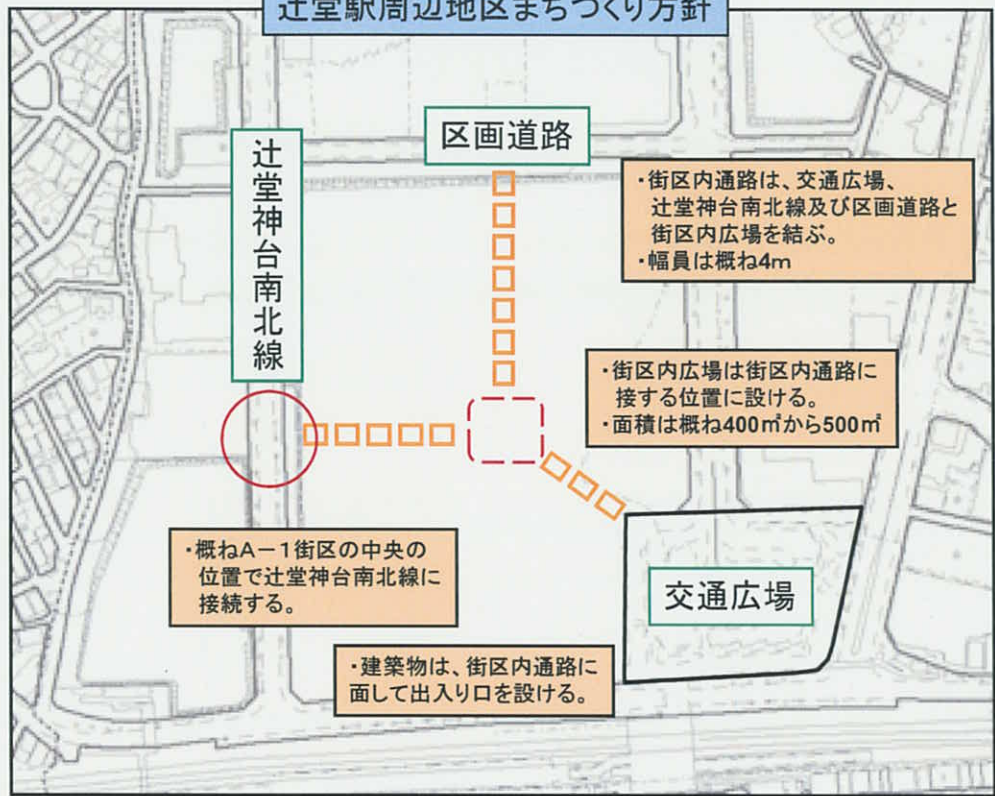 辻堂駅周辺地区まちづくり方針
区画道路
辻堂神台南北線
・街区内通路は、交通広場、
辻堂神台南北線及び区画道路と
街区内広場を結ぶ。
・幅員は概ね4m
・街区内広場は街区内通路に
接する位置に設ける。
・面積は概ね400㎡から500㎡
・概ねA－1街区の中央の
位置で辻堂神台南北線に
接続する。
交通広場
・建築物は、街区内通路に
面して出入り口を設ける。